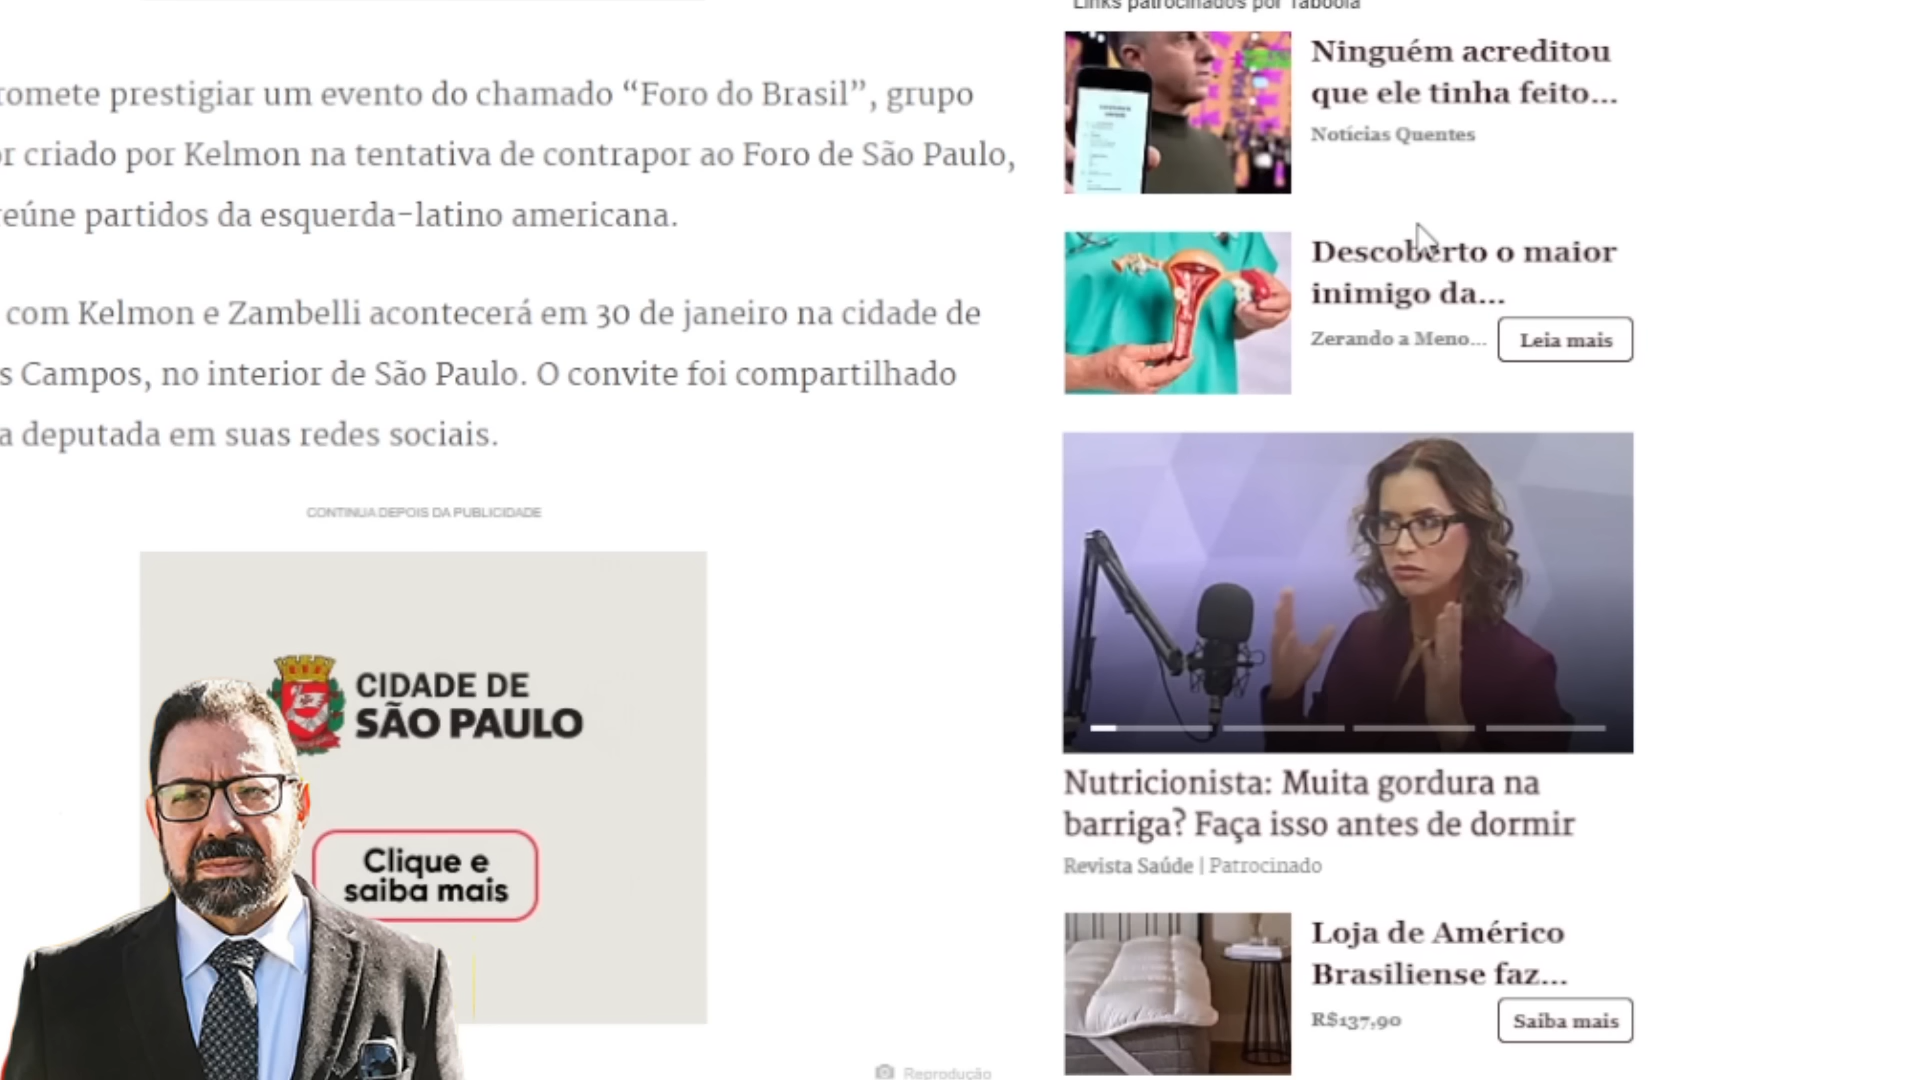 Links patrocinados por Taboola
romete prestigiar um evento do chamado “Foro do Brasil”, grupo
or criado por Kelmon na tentativa de contrapor ao Foro de São Paulo,
reúne partidos da esquerda-latino americana.
com Kelmon e Zambelli acontecerá em 30 de janeiro na cidade de
s Campos, no interior de São Paulo. O convite foi compartilhado
a deputada em suas redes sociais.
CONTINUA DEPOIS DA PUBLICIDADE
CIDADE DE
SÃO PAULO
Clique e
saiba mais
Reprodução
Ninguém acreditou
que ele tinha feito...
Notícias Quentes
Descoberto o maior
inimigo da...
Zerando a Meno...
Leia mais
Nutricionista: Muita gordura na
barriga? Faça isso antes de dormir
Revista Saúde | Patrocinado
Loja de Américo
Brasiliense faz...
R$137,90
Saiba mais